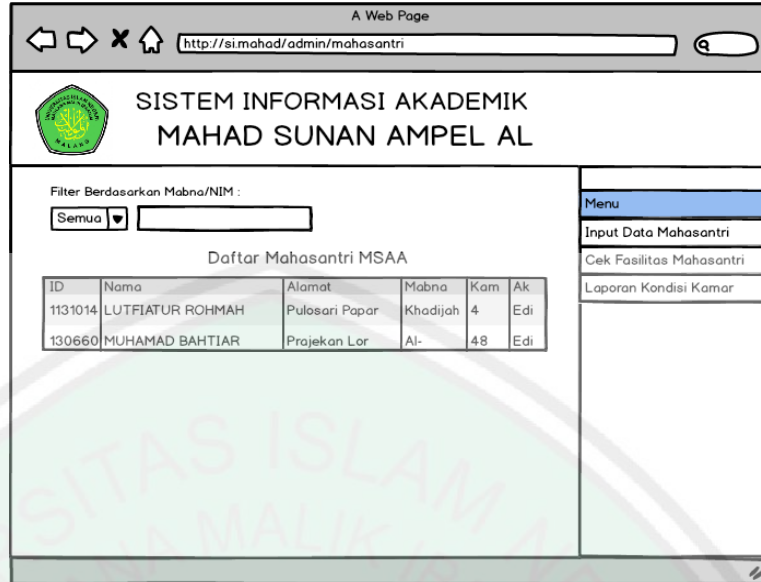 A Web Page
http://si.mahad/admin/mahasantri
SISTEM INFORMASI AKADEMIK
MAHAD SUNAN AMPEL AL
MALANG
Filter Berdasarkan Mabna/NIM :
Semua
Daftar Mahasantri MSAA
ID Nama Alamat Mabna Kam Ak
1131014 LUTFIATUR ROHMAH Pulosari Papar Khadijah 4 Edi
130660 MUHAMAD BAHTIAR Prajekan Lor Al- 48 Edi
Menu
Input Data Mahasantri
Cek Fasilitas Mahasantri
Laporan Kondisi Kamar